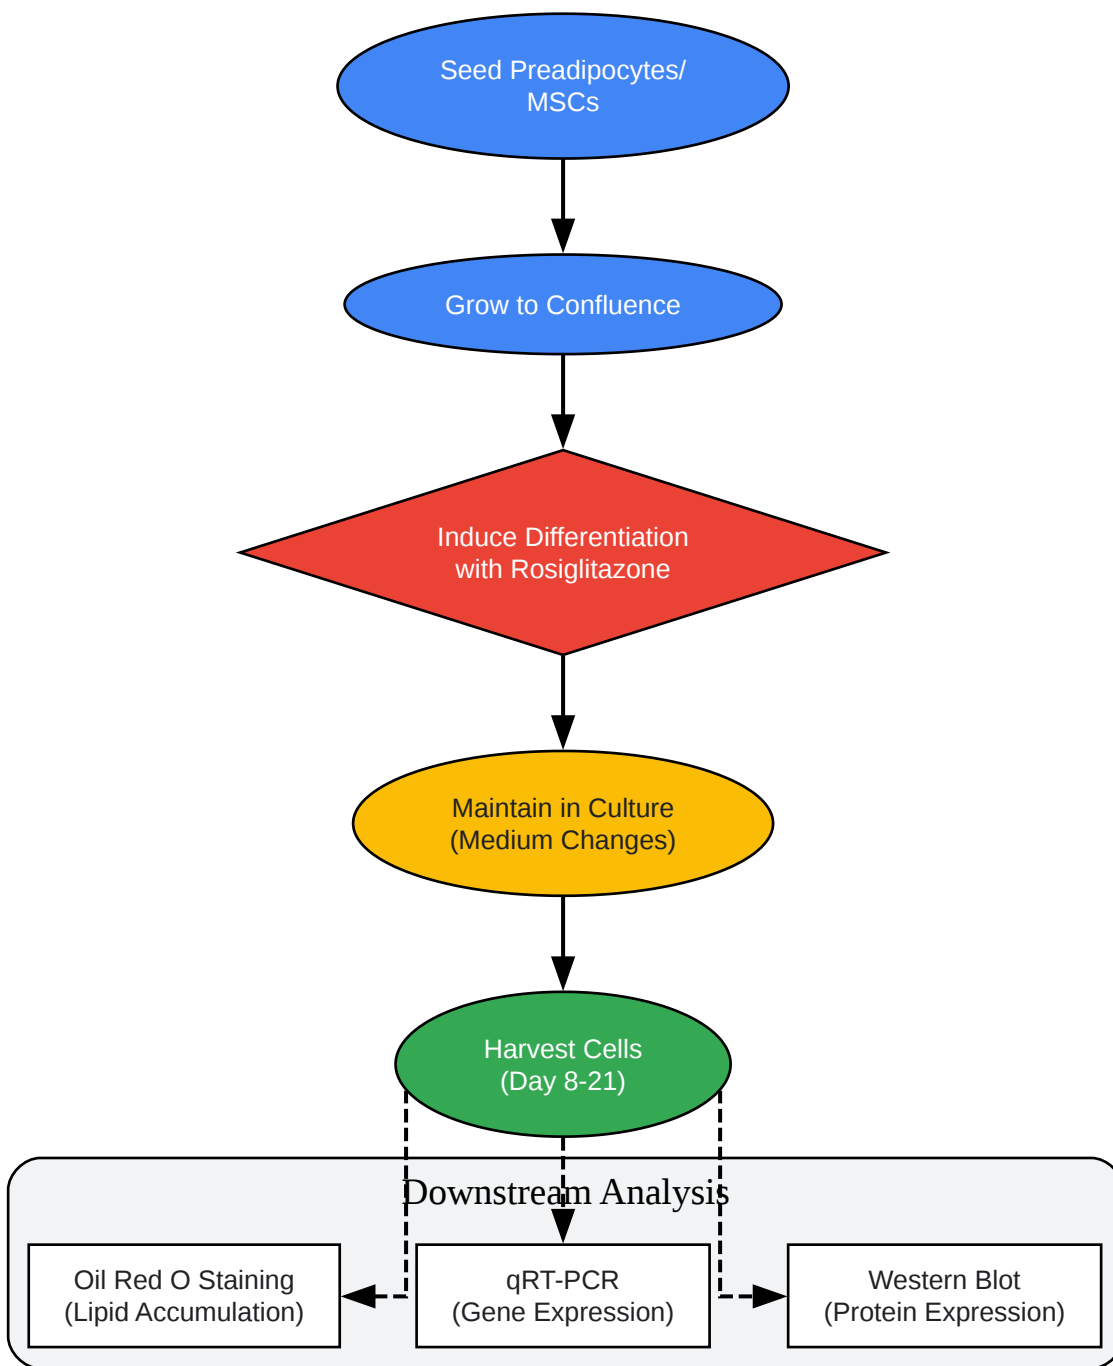 Seed Preadipocytes/
MSCs
Grow to Confluence
Induce Differentiation
with Rosiglitazone
Maintain in Culture
(Medium Changes)
Harvest Cells
(Day 8-21)
Downstream Analysis
Oil Red O Staining
(Lipid Accumulation)
qRT-PCR
(Gene Expression)
Western Blot
(Protein Expression)